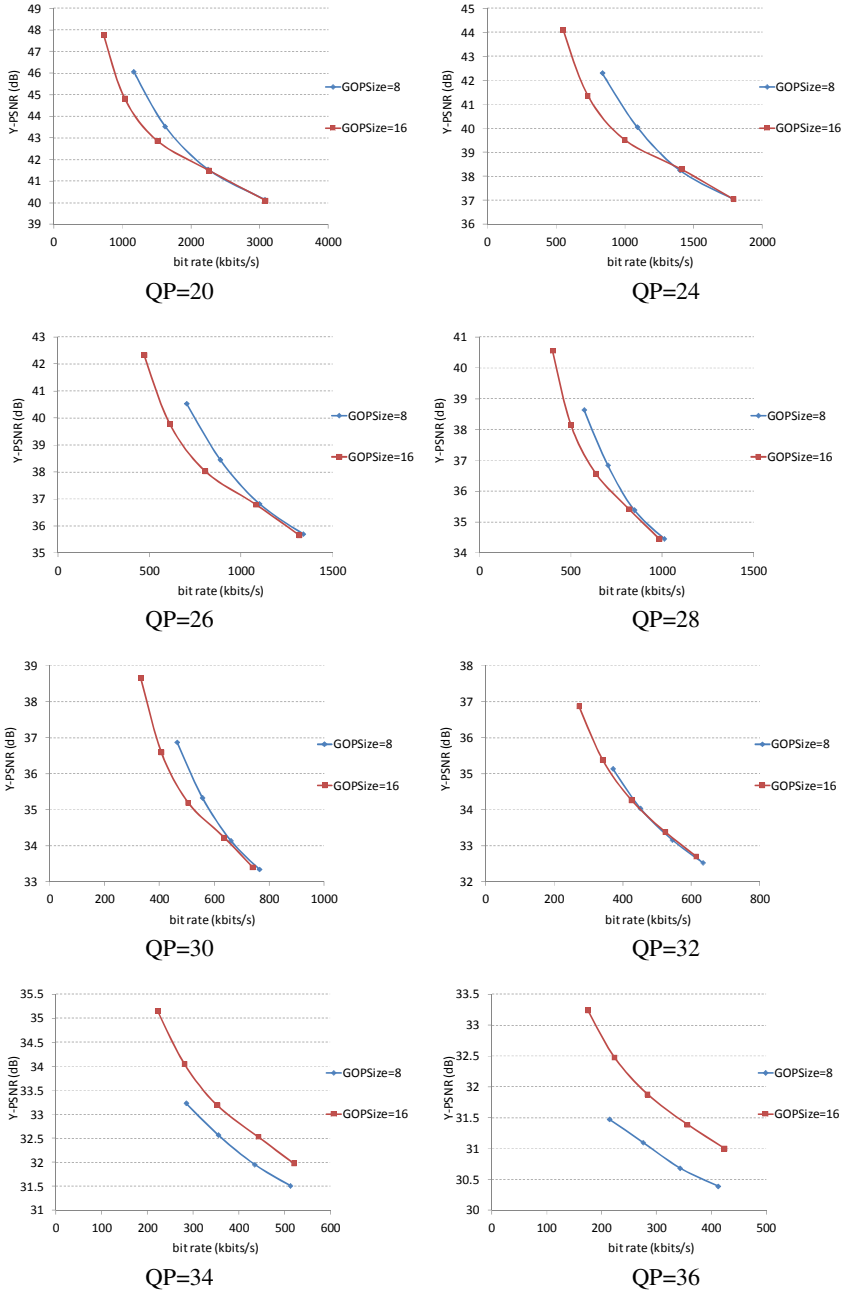 49
48
47
46
45
44
43
42
41
40
39
Y-PSNR (dB)
0 1000 2000 3000 4000
bit rate (kbits/s)
GOPSize=8
GOPSize=16
QP=20
45
44
43
42
41
40
39
38
37
36
Y-PSNR (dB)
0 500 1000 1500 2000
bit rate (kbits/s)
GOPSize=8
GOPSize=16
QP=24
43
42
41
40
39
38
37
36
35
Y-PSNR (dB)
0 500 1000 1500
bit rate (kbits/s)
GOPSize=8
GOPSize=16
QP=26
41
40
39
38
37
36
35
34
Y-PSNR (dB)
0 500 1000 1500
bit rate (kbits/s)
GOPSize=8
GOPSize=16
QP=28
39
38
37
36
35
34
33
Y-PSNR (dB)
0 200 400 600 800 1000
bit rate (kbits/s)
GOPSize=8
GOPSize=16
QP=30
38
37
36
35
34
33
32
Y-PSNR (dB)
0 200 400 600 800
bit rate (kbits/s)
GOPSize=8
GOPSize=16
QP=32
35.5
35
34.5
34
33.5
33
32.5
32
31.5
31
Y-PSNR (dB)
0 100 200 300 400 500 600
bit rate (kbits/s)
GOPSize=8
GOPSize=16
QP=34
33.5
33
32.5
32
31.5
31
30.5
30
Y-PSNR (dB)
0 100 200 300 400 500
bit rate (kbits/s)
GOPSize=8
GOPSize=16
QP=36